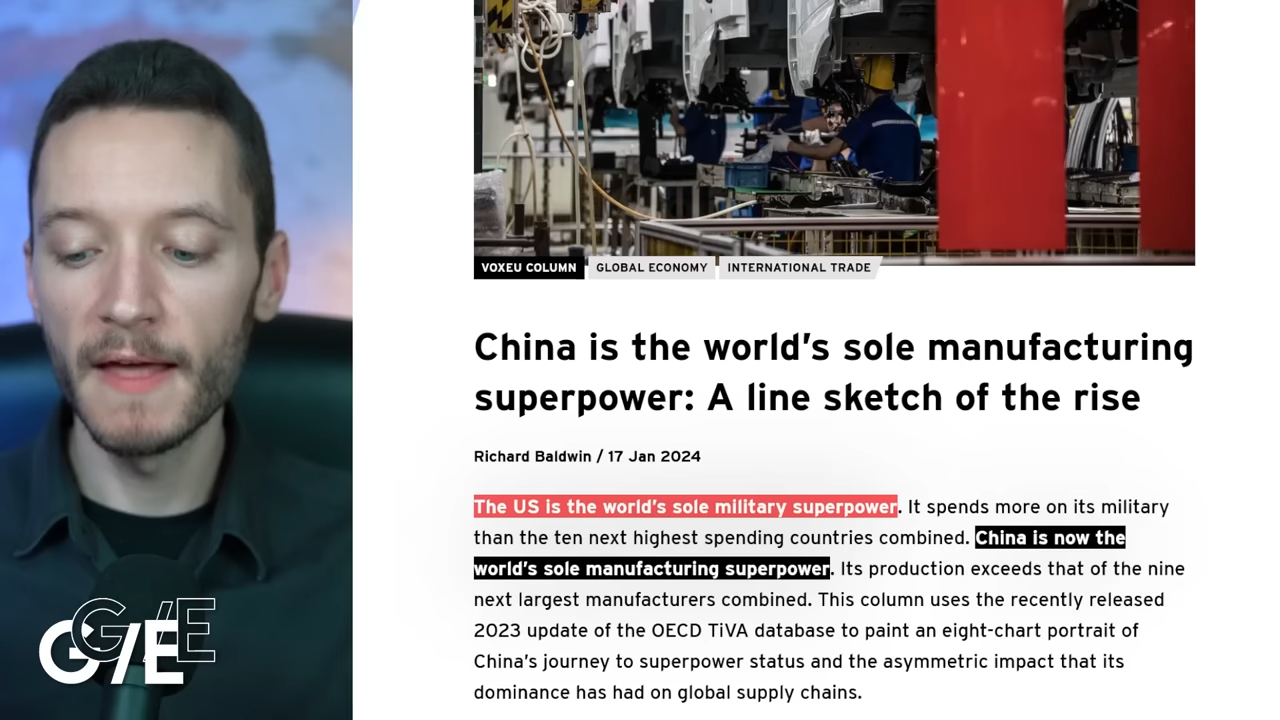 VOXEU COLUMN
GLOBAL ECONOMY
INTERNATIONAL TRADE
China is the world’s sole manufacturing
superpower: A line sketch of the rise
Richard Baldwin / 17 Jan 2024
The US is the world’s sole military superpower. It spends more on its military
than the ten next highest spending countries combined. China is now the
world’s sole manufacturing superpower. Its production exceeds that of the nine
next largest manufacturers combined. This column uses the recently released
2023 update of the OECD TiVA database to paint an eight-chart portrait of
China’s journey to superpower status and the asymmetric impact that its
dominance has had on global supply chains.
G/E
G/E